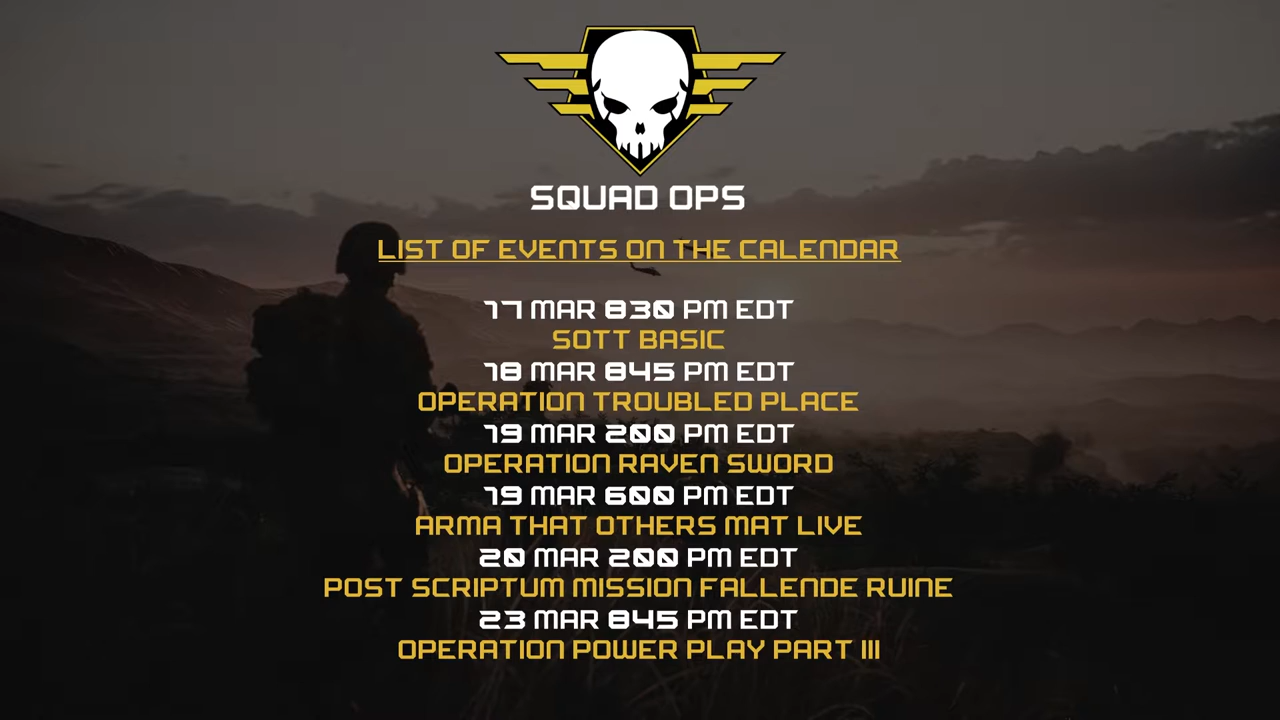 SQUAD OPS
LIST OF EVENTS ON THE CALENDAR
17 MAR 830 PM EDT
SOTT BASIC
18 MAR 845 PM EDT
OPERATION TROUBLED PLACE
19 MAR 200 PM EDT
OPERATION RAVEN SWORD
19 MAR 600 PM EDT
ARMA THAT OTHERS MAT LIVE
20 MAR 200 PM EDT
POST SCRIPTUM MISSION FALLENDE RUINE
23 MAR 845 PM EDT
OPERATION POWER PLAY PART III